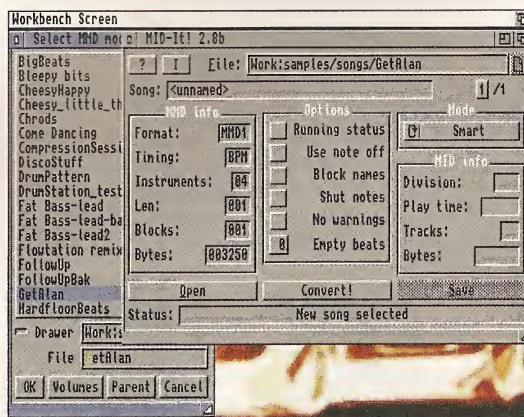 Workbench Screen
Select MMD mo
MID-It! 2.8b
BigBeats
Bleepy bits
CheesyHappy
Cheesy_little_th
Chrods
Come Dancing
CompressionSessi
DiscoStuff
DrumPattern
DrumStation_test
Fat Bass-lead
Fat Bass-lead-ba
Fat Bass-lead2
Flowtation remix
FollowUp
FollowUpBak
GetAlan
HardfloorBeats
Drawer Work:s
File etAlan
OK Volumes Parent Cancel
? I File: Work:samples/songs/GetAlan
Song: <unnamed> 1 /1
MMD info
Format: MMD1
Timing: BPM
Instruments: 04
Len: 001
Blocks: 001
Bytes: 003250
Options
Running status
Use note off
Block names
Shut notes
No warnings
0 Empty beats
Mode
Smart
MID info
Division:
Play time:
Tracks:
Bytes:
Open Convert! Save
Status: New song selected